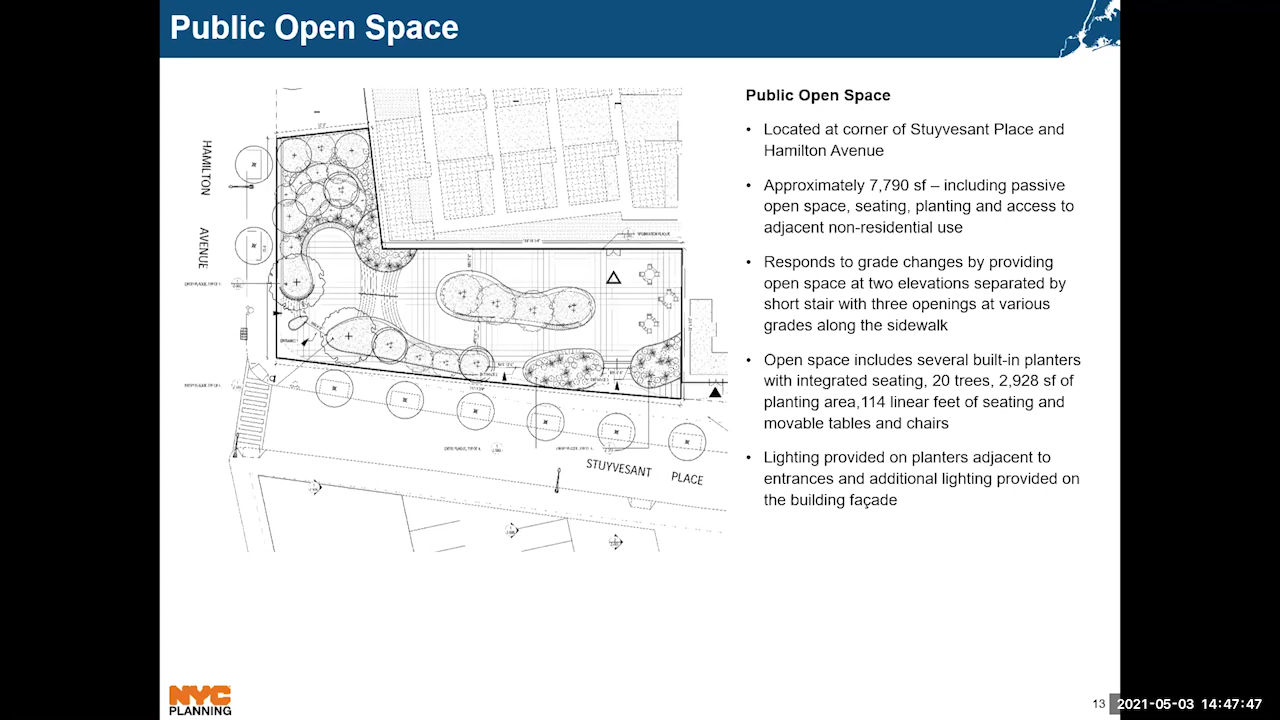 Public Open Space
HAMILTON
AVENUE
STUYVESANT PLACE
Public Open Space
• Located at corner of Stuyvesant Place and
Hamilton Avenue
• Approximately 7,790 sf – including passive
open space, seating, planting and access to
adjacent non-residential use
• Responds to grade changes by providing
open space at two elevations separated by
short stair with three openings at various
grades along the sidewalk
• Open space includes several built-in planters
with integrated seating, 20 trees, 2,928 sf of
planting area,114 linear feet of seating and
movable tables and chairs
• Lighting provided on planters adjacent to
entrances and additional lighting provided on
the building façade
NYC
PLANNING
13
2021-05-03 14:47:47